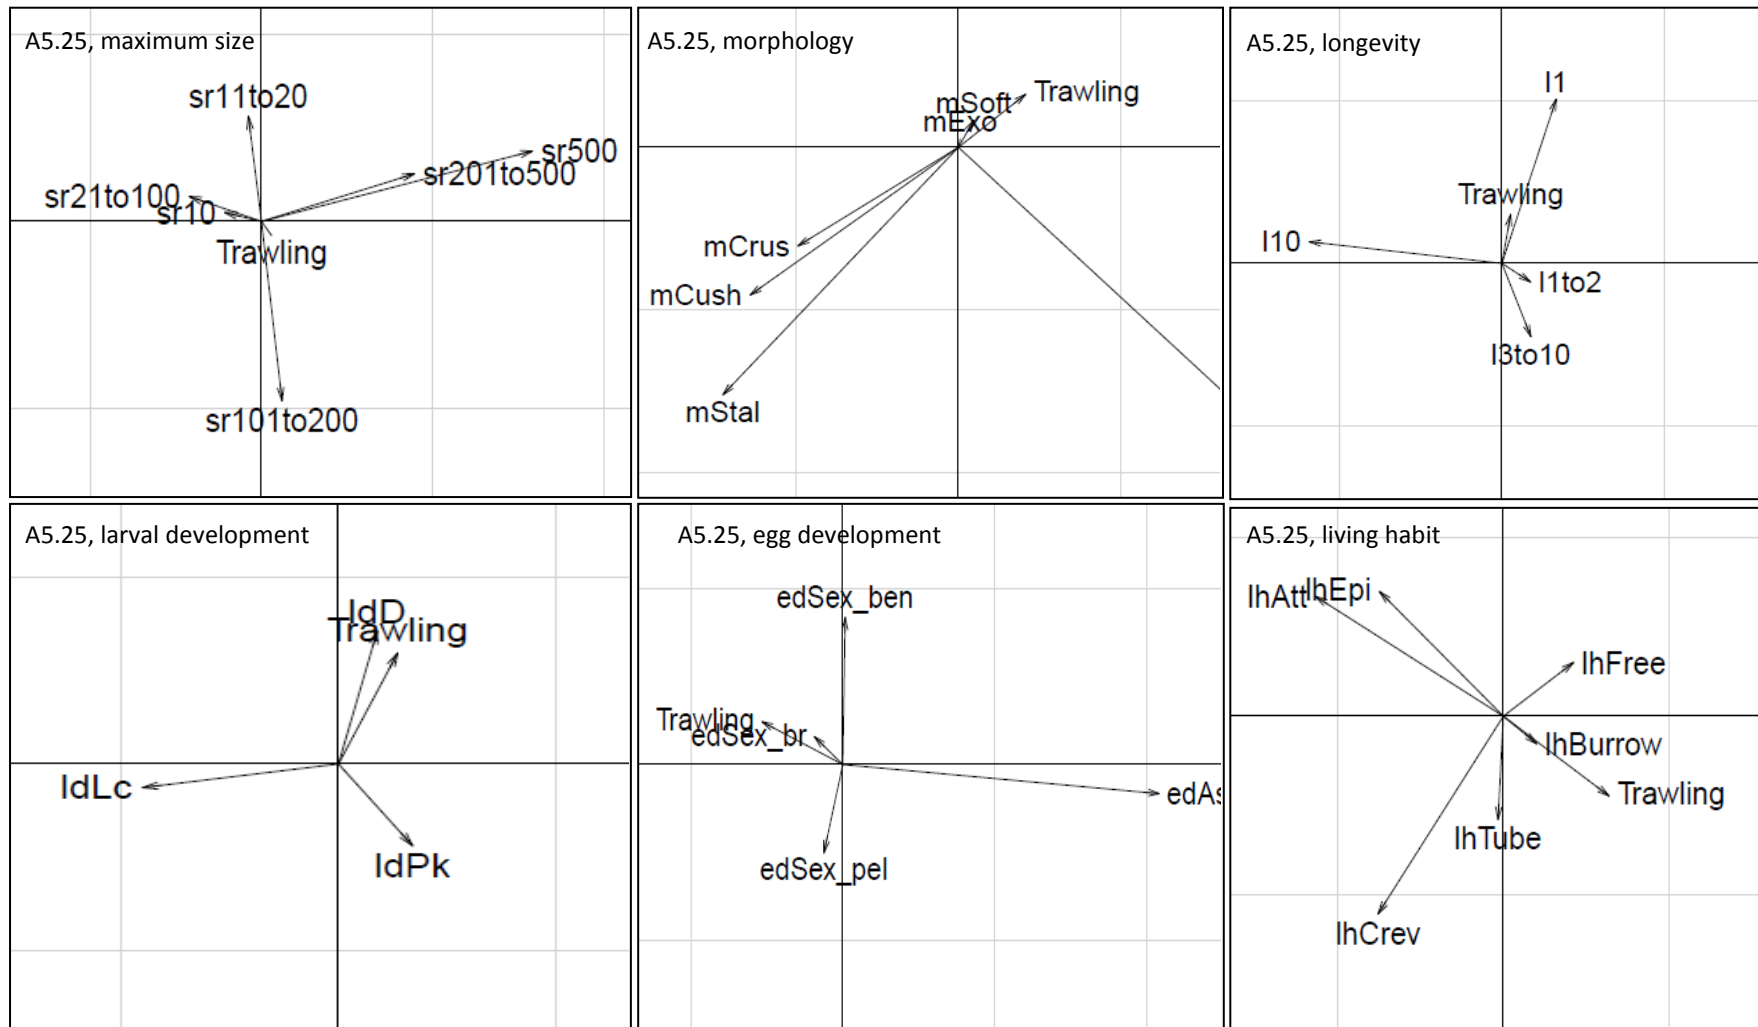 A5.25, maximum size
sr11to20
sr500
sr201to500
sr21to100
sr10
Trawling
sr101to200
A5.25, morphology
Trawling
mSoft
mExo
mCrus
mCush
mStal
A5.25, longevity
l1
Trawling
l10
l1to2
l3to10
A5.25, larval development
ldD
Trawling
ldLc
ldPk
A5.25, egg development
edSex_ben
Trawling
edSex_br
edAs
edSex_pel
A5.25, living habit
lhAtt
lhEpi
lhFree
lhBurrow
Trawling
lhTube
lhCrev